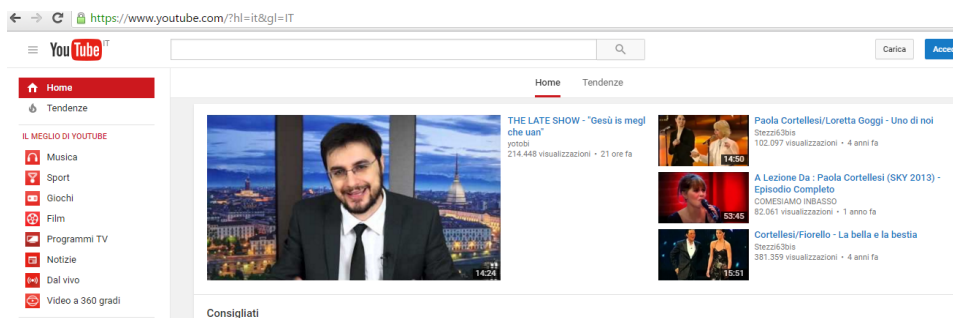 https://www.youtube.com/?hl=it&gl=IT
YouTube IT
Carica
Acce
Home
Tendenze
Home
Tendenze
IL MEGLIO DI YOUTUBE
Musica
Sport
Giochi
Film
Programmi TV
Notizie
Dal vivo
Video a 360 gradi
14:24
THE LATE SHOW - "Gesù is megl
che uan"
yotobi
214.448 visualizzazioni • 21 ore fa
14:50
Paola Cortellesi/Loretta Goggi - Uno di noi
Stezzi63bis
102.097 visualizzazioni • 4 anni fa
53:45
A Lezione Da : Paola Cortellesi (SKY 2013) -
Episodio Completo
COMESIAMO INBASSO
82.061 visualizzazioni • 1 anno fa
15:51
Cortellesi/Fiorello - La bella e la bestia
Stezzi63bis
381.359 visualizzazioni • 4 anni fa
Consigliati